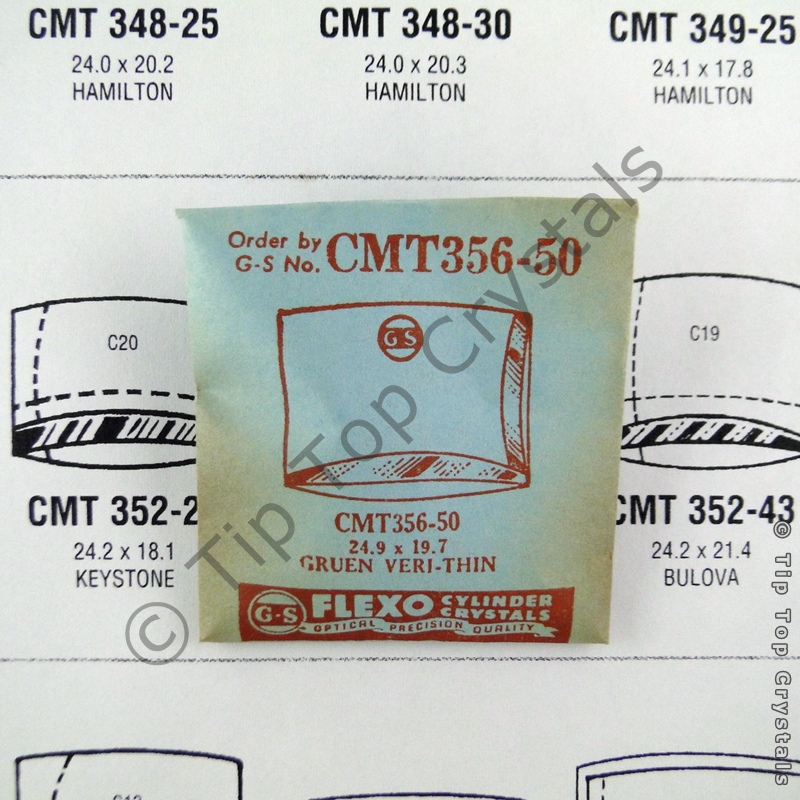 CMT 348-25
24.0 x 20.2
HAMILTON
CMT 348-30
24.0 x 20.3
HAMILTON
CMT 349-25
24.1 x 17.8
HAMILTON
Order by
G-S No. CMT356-50
G S
CMT356-50
24.9 x 19.7
GRUEN VERI-THIN
G-S FLEXO CYLINDER CRYSTALS
OPTICAL PRECISION QUALITY
C20
CMT 352-2
24.2 x 18.1
KEYSTONE
C19
CMT 352-43
24.2 x 21.4
BULOVA
© Tip Top Crystals
© Tip Top Crystals